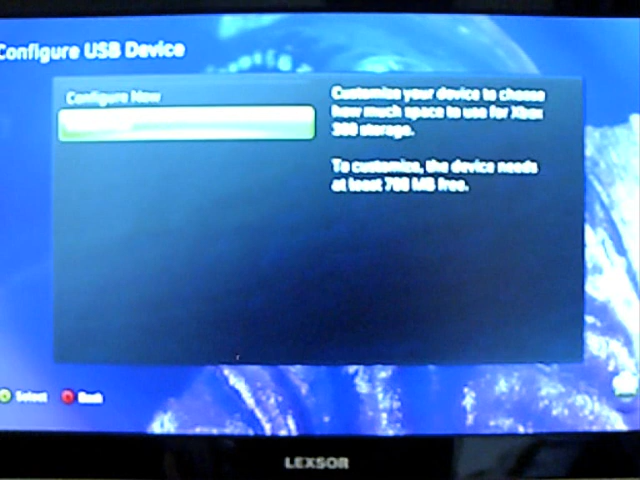 Configure USB Device
Configure Now
Customize your device to choose
how much space to use for Xbox
360 storage.
To customize, the device needs
at least 700 MB free.
Select Back
LEXSOR